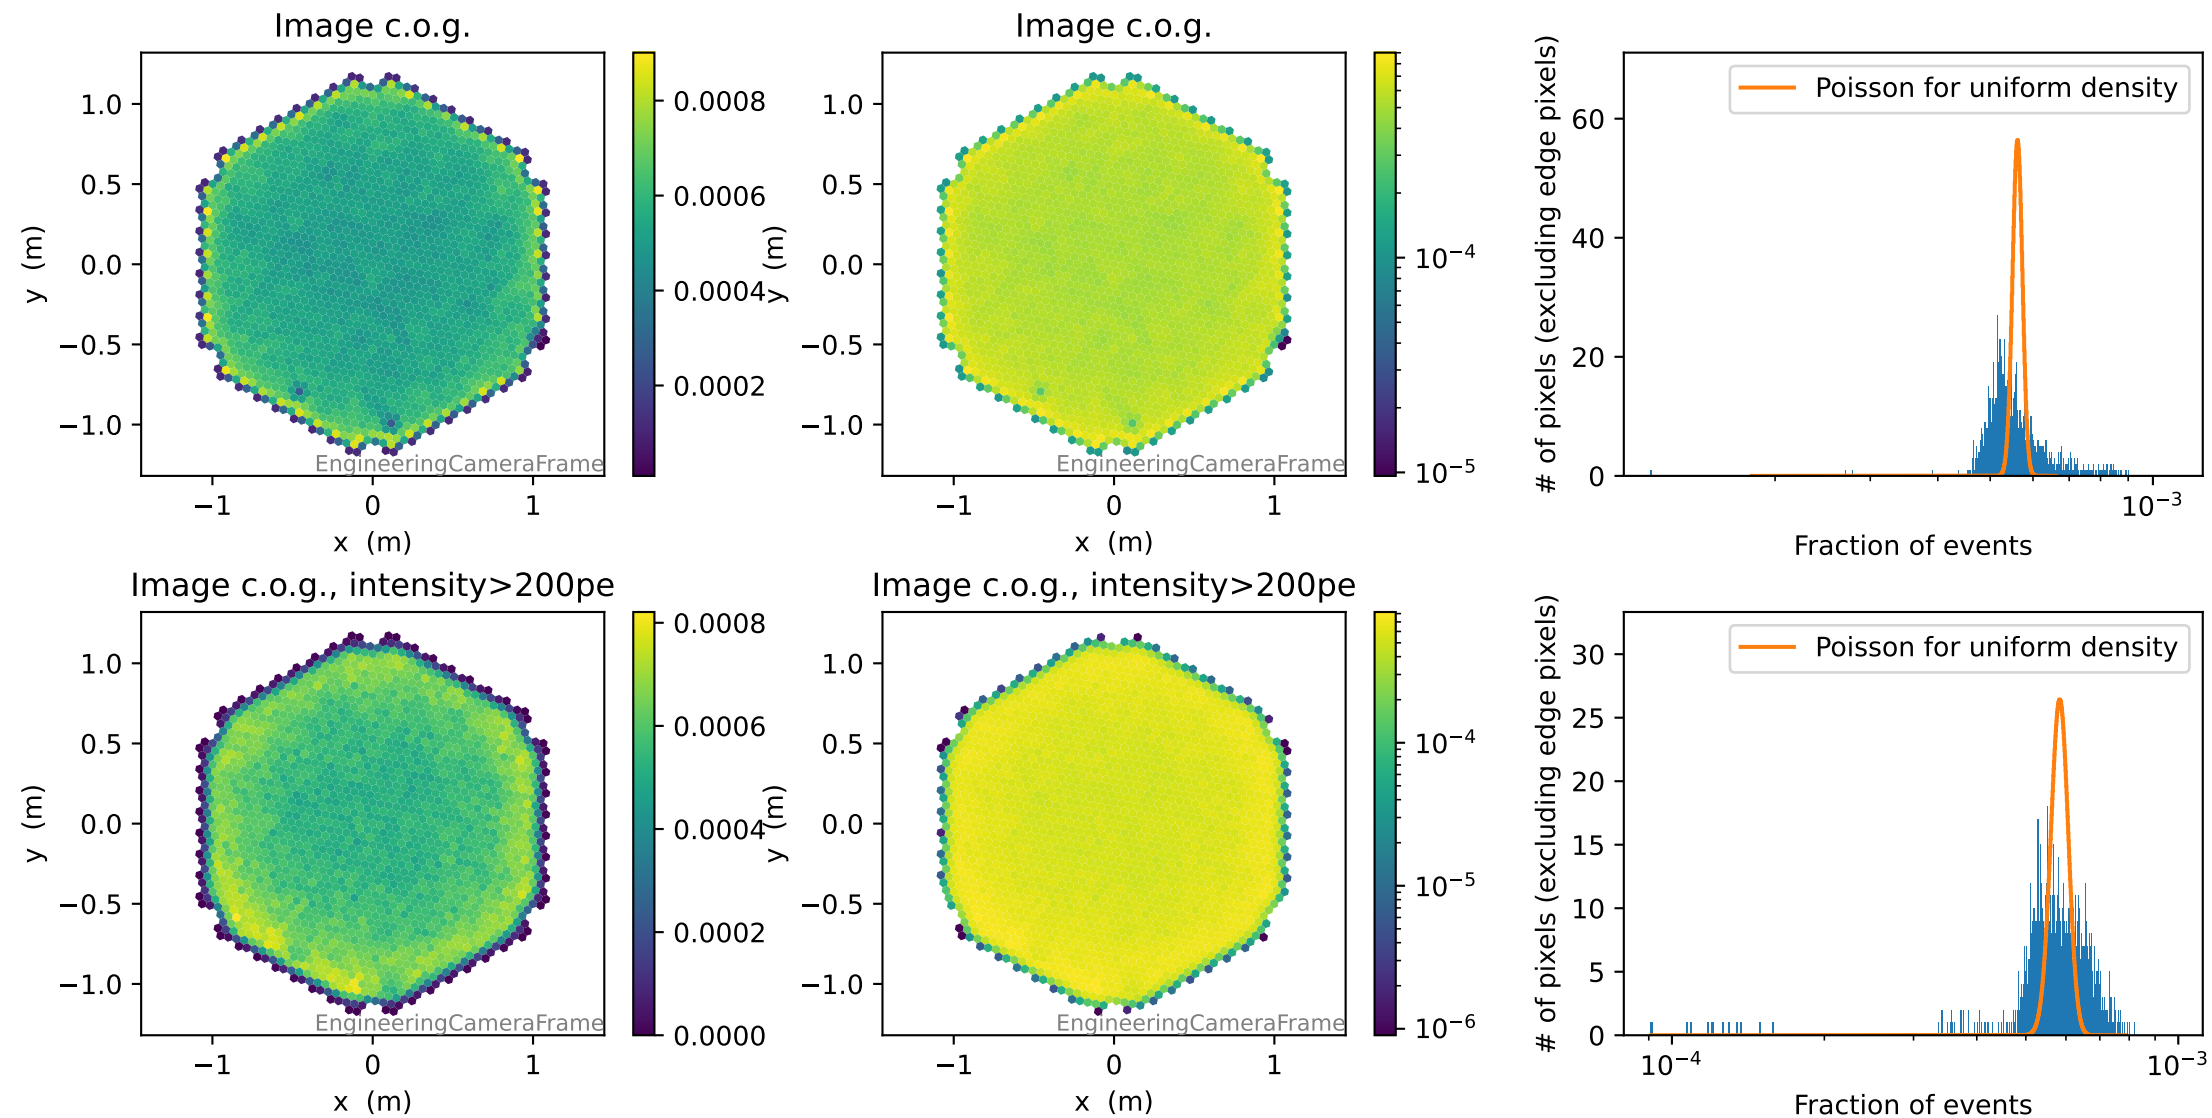 Image c.o.g.
1.0
0.5
0.0
−0.5
−1.0
y (m)
−1
0
1
x (m)
EngineeringCameraFrame
0.0008
0.0006
0.0004
0.0002
Image c.o.g.
1.0
0.5
0.0
−0.5
−1.0
y (m)
−1
0
1
x (m)
EngineeringCameraFrame
10⁻⁴
10⁻⁵
# of pixels (excluding edge pixels)
60
40
20
0
Poisson for uniform density
10⁻³
Fraction of events
Image c.o.g., intensity>200pe
1.0
0.5
0.0
−0.5
−1.0
y (m)
−1
0
1
x (m)
EngineeringCameraFrame
0.0008
0.0006
0.0004
0.0002
0.0000
Image c.o.g., intensity>200pe
1.0
0.5
0.0
−0.5
−1.0
y (m)
−1
0
1
x (m)
EngineeringCameraFrame
10⁻⁴
10⁻⁵
10⁻⁶
# of pixels (excluding edge pixels)
30
25
20
15
10
5
0
Poisson for uniform density
10⁻⁴
10⁻³
Fraction of events